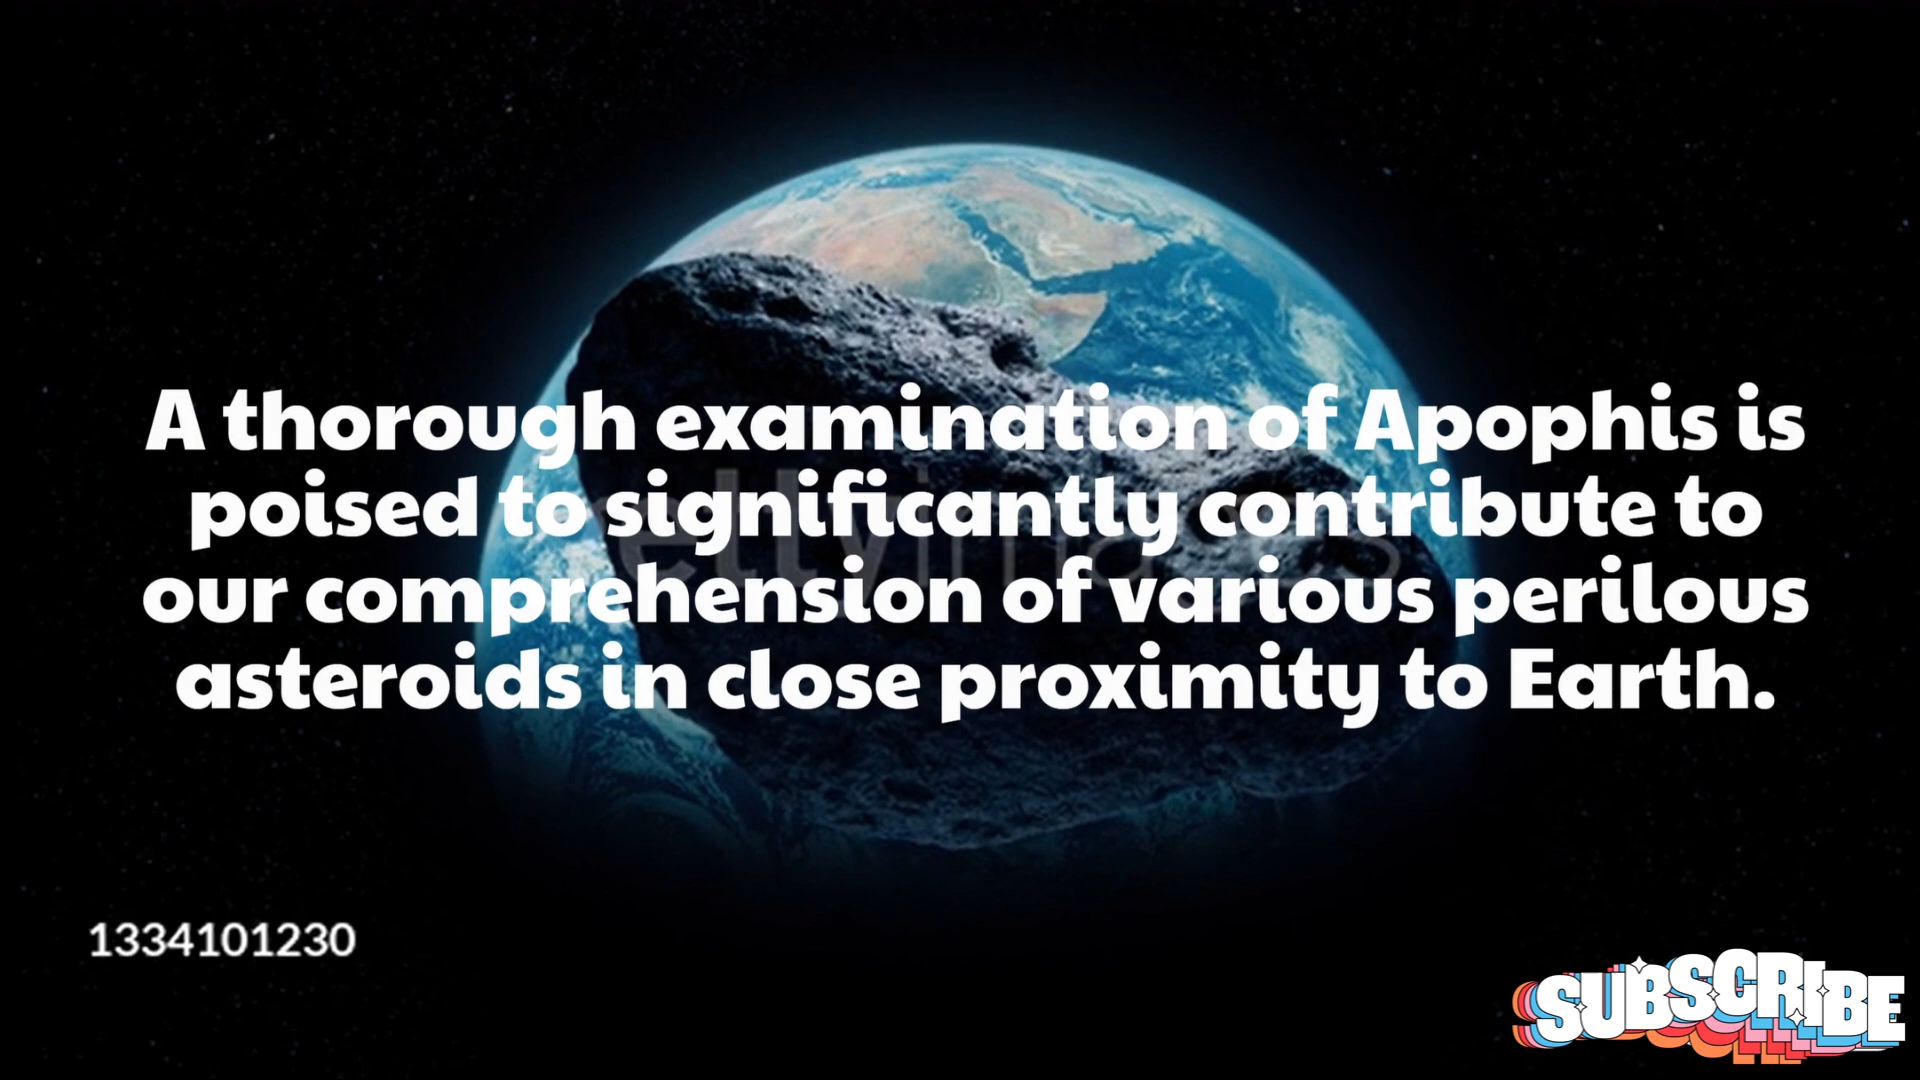 A thorough examination of Apophis is
poised to significantly contribute to
our comprehension of various perilous
asteroids in close proximity to Earth.
gettyimages
1334101230
SUBSCRIBE